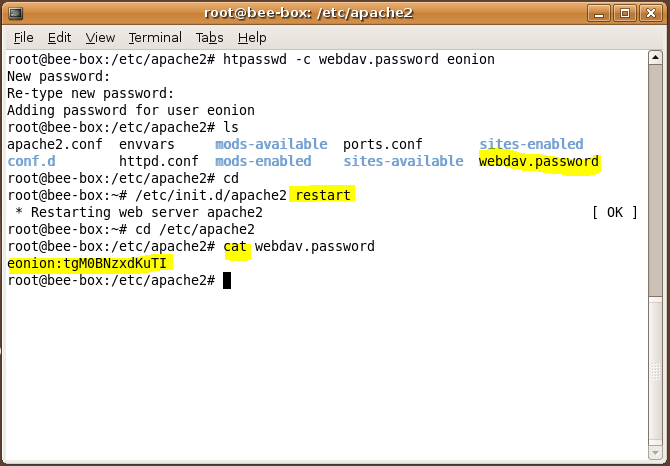 root@bee-box: /etc/apache2
File Edit View Terminal Tabs Help
root@bee-box:/etc/apache2# htpasswd -c webdav.password eonion
New password:
Re-type new password:
Adding password for user eonion
root@bee-box:/etc/apache2# ls
apache2.conf envvars mods-available ports.conf sites-enabled
conf.d httpd.conf mods-enabled sites-available webdav.password
root@bee-box:/etc/apache2# cd
root@bee-box:~# /etc/init.d/apache2 restart
* Restarting web server apache2 [ OK ]
root@bee-box:~# cd /etc/apache2
root@bee-box:/etc/apache2# cat webdav.password
eonion:tgM0BNzxdKuTI
root@bee-box:/etc/apache2#